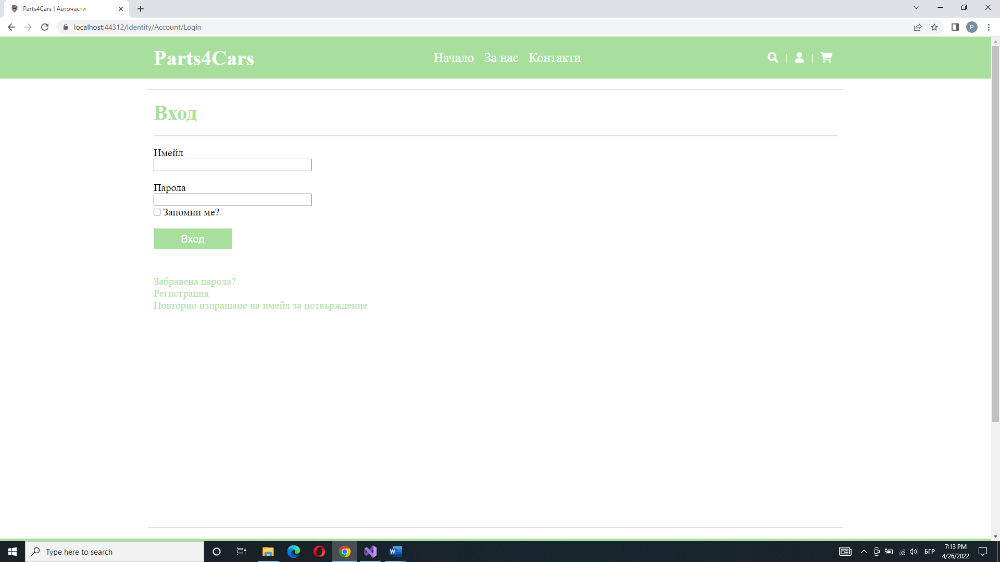 Parts4Cars | Авточасти
localhost:44312/Identity/Account/Login
P
Parts4Cars
Начало За нас Контакти
| |
Вход
Имейл
Парола
Запомни ме?
Вход
Забравена парола?
Регистрация
Повторно изпращане на имейл за потвърждение
Type here to search
W
БГР
7:13 PM
4/26/2022